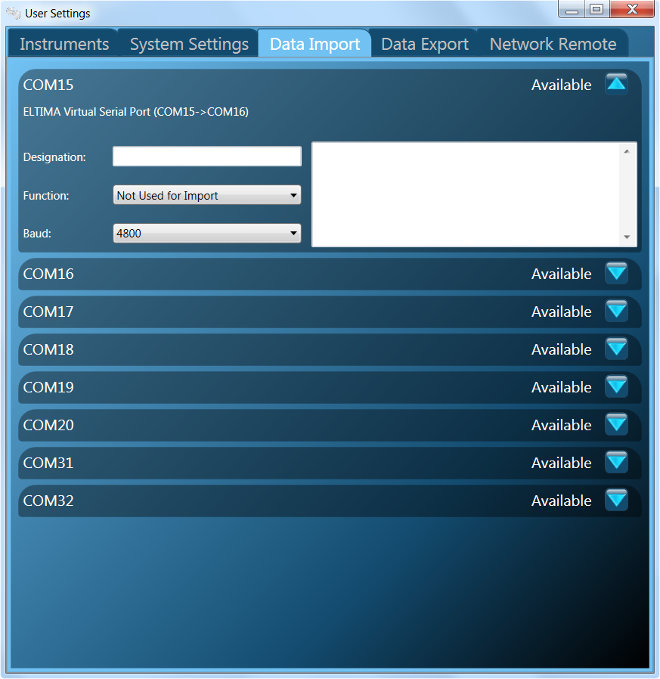 User Settings
Instruments System Settings Data Import Data Export Network Remote
COM15 Available
ELTIMA Virtual Serial Port (COM15->COM16)
Designation:
Function: Not Used for Import
Baud: 4800
COM16 Available
COM17 Available
COM18 Available
COM19 Available
COM20 Available
COM31 Available
COM32 Available